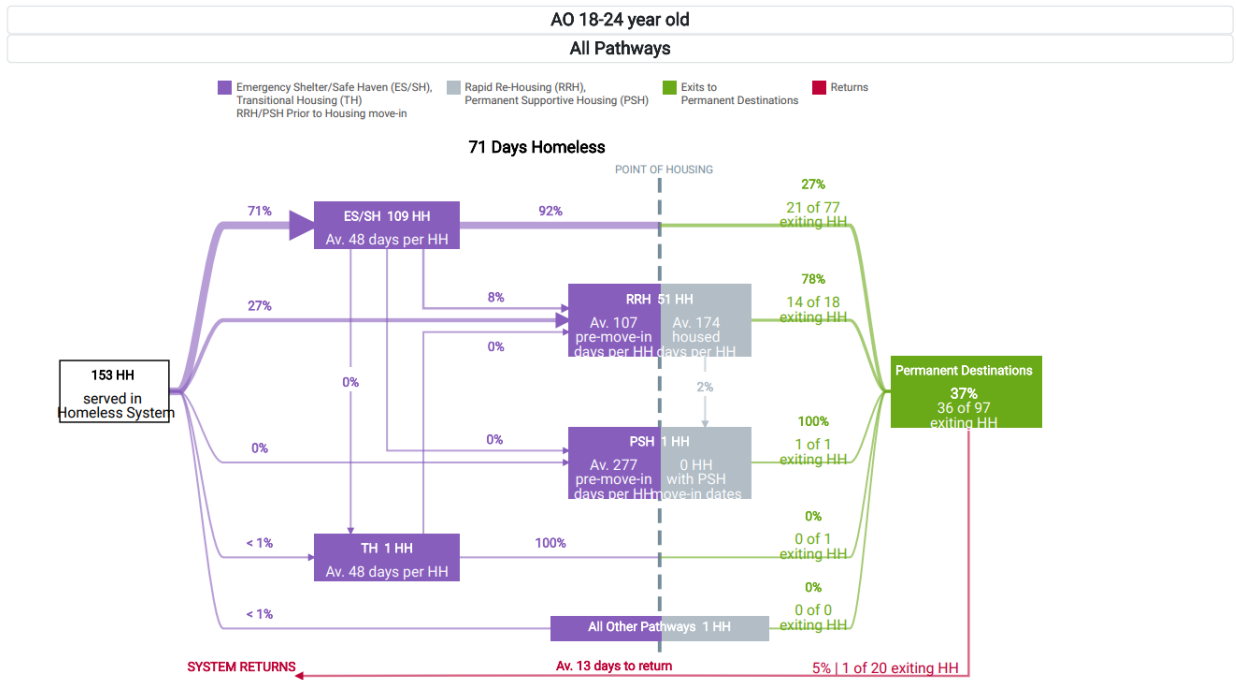 AO 18-24 year old
All Pathways
Emergency Shelter/Safe Haven (ES/SH),
Transitional Housing (TH)
RRH/PSH Prior to Housing move-in
Rapid Re-Housing (RRH),
Permanent Supportive Housing (PSH)
Exits to
Permanent Destinations
Returns
71 Days Homeless
POINT OF HOUSING
27%
21 of 77
exiting HH
71%
ES/SH 109 HH
Av. 48 days per HH
92%
78%
14 of 18
exiting HH
27%
8%
RRH 51 HH
Av. 107
pre-move-in
days per HH
Av. 174
housed
days per HH
0%
153 HH
served in
Homeless System
0%
2%
Permanent Destinations
37%
36 of 97
exiting HH
100%
1 of 1
exiting HH
0%
0%
PSH 1 HH
Av. 277
pre-move-in
days per HH
0 HH
with PSH
move-in dates
0%
0 of 1
exiting HH
< 1%
TH 1 HH
Av. 48 days per HH
100%
0%
0 of 0
exiting HH
< 1%
All Other Pathways 1 HH
SYSTEM RETURNS
Av. 13 days to return
5% | 1 of 20 exiting HH